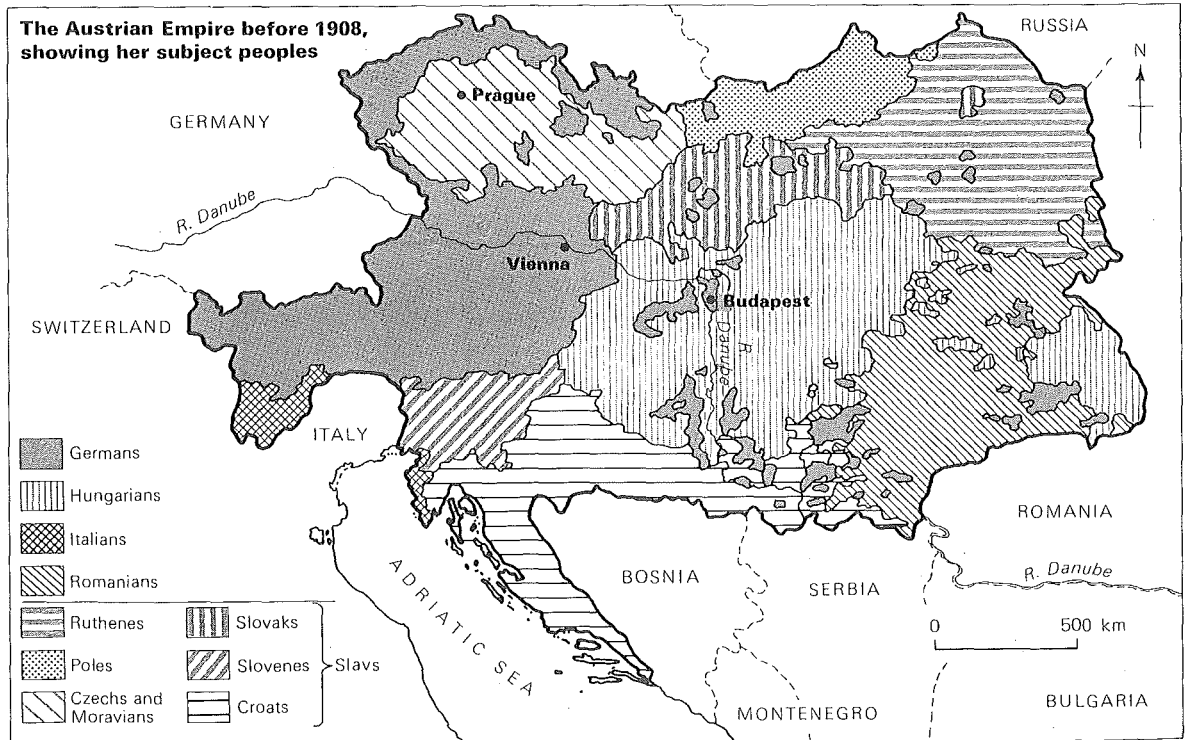 The Austrian Empire before 1908,
showing her subject peoples
RUSSIA
N
Prague
GERMANY
R. Danube
Vienna
Budapest
SWITZERLAND
R.
Danube
ITALY
Germans
Hungarians
Italians
Romanians
Ruthenes
Poles
Czechs and
Moravians
Slovaks
Slovenes
Croats
Slavs
ADRIATIC SEA
BOSNIA
SERBIA
ROMANIA
R. Danube
0 500 km
MONTENEGRO
BULGARIA